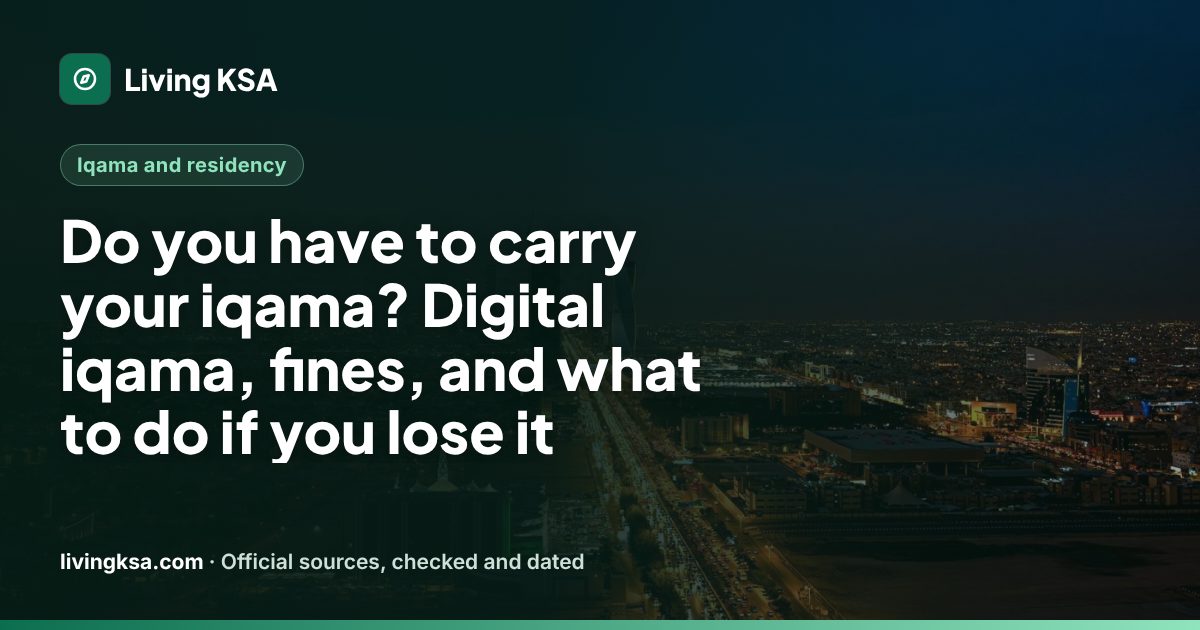 Living KSA
Iqama and residency
Do you have to carry
your iqama? Digital
iqama, fines, and what
to do if you lose it
livingksa.com · Official sources, checked and dated